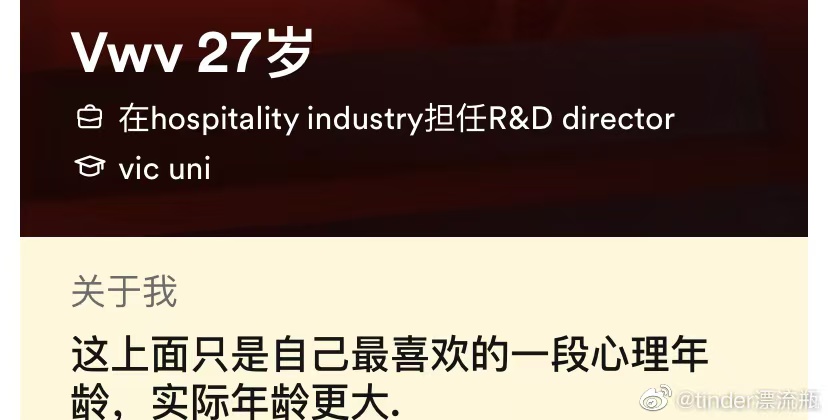 Vwv 27岁
在hospitality industry担任R&D director
vic uni
关于我
这上面只是自己最喜欢的一段心理年
龄，实际年龄更大.
@tinder漂流瓶